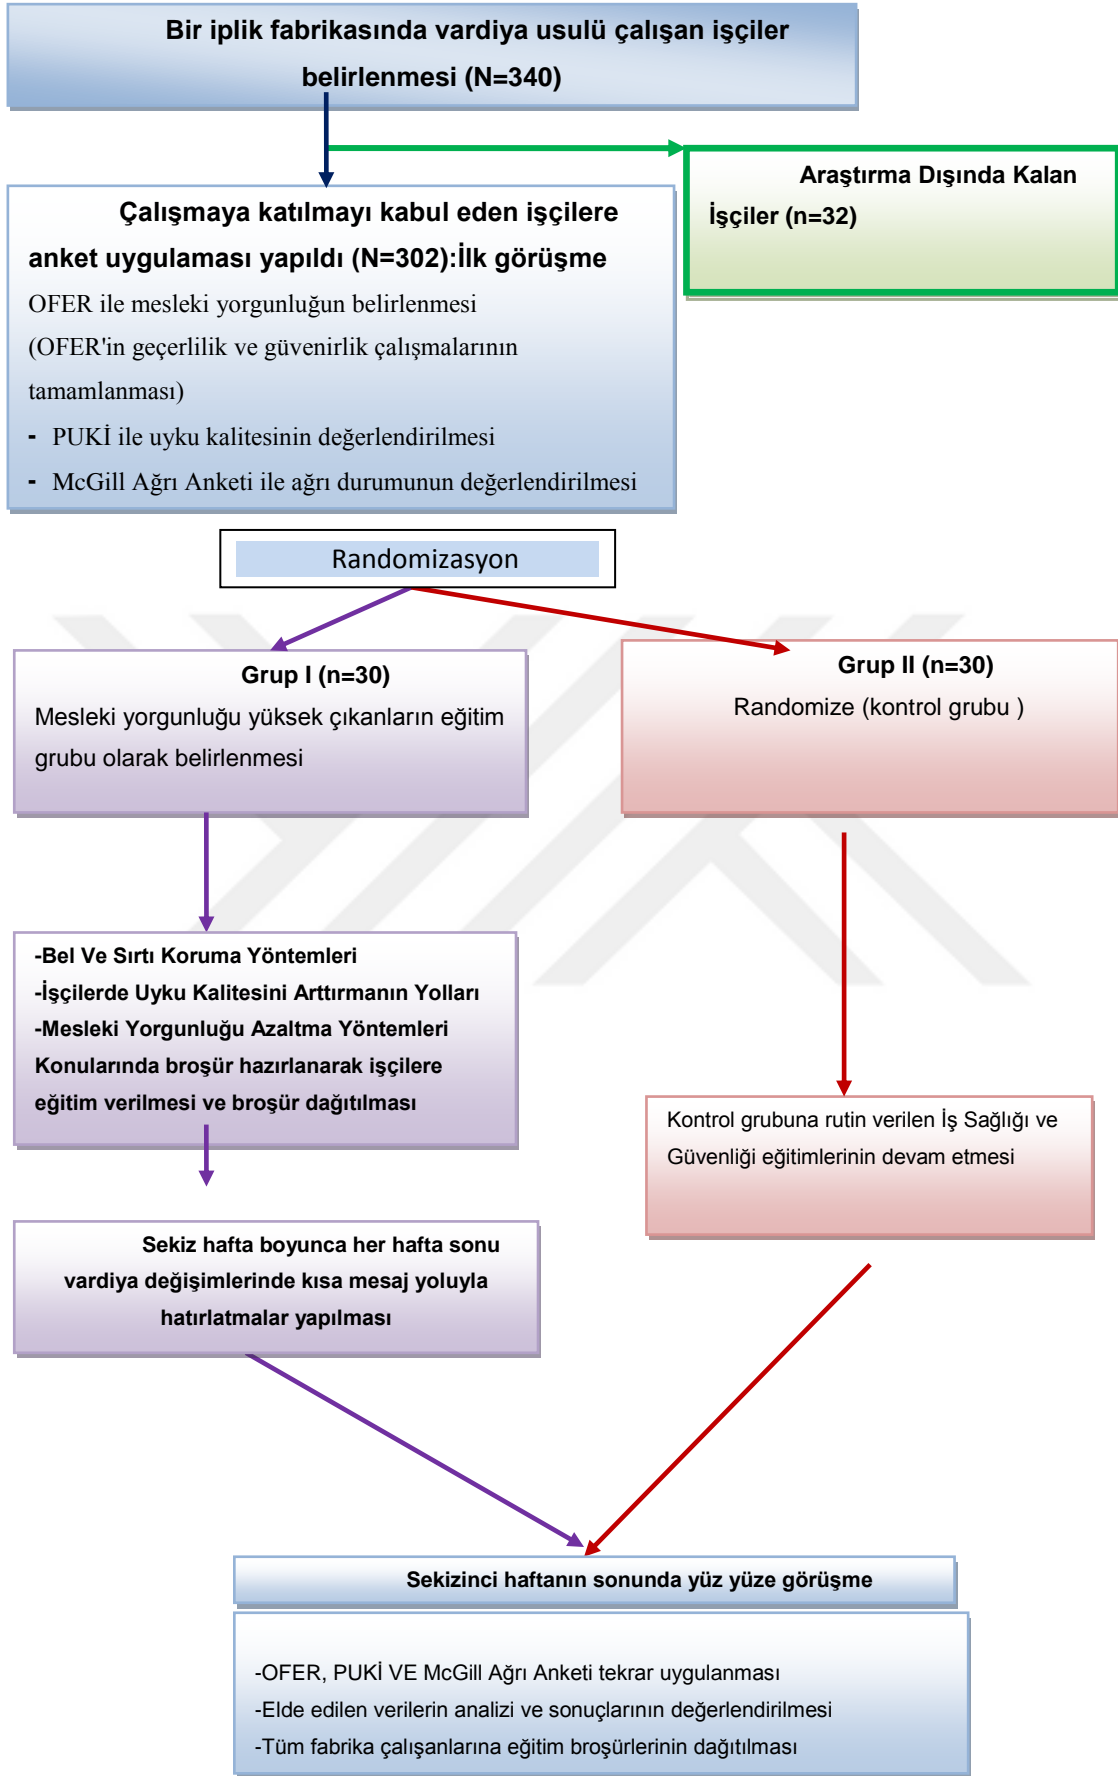 Bir iplik fabrikasında vardiya usulü çalışan işçiler
belirlenmesi (N=340)
Araştırma Dışında Kalan
İşçiler (n=32)
Çalışmaya katılmayı kabul eden işçilere
anket uygulaması yapıldı (N=302):İlk görüşme
OFER ile mesleki yorgunluğun belirlenmesi
(OFER'in geçerlilik ve güvenirlik çalışmalarının
tamamlanması)
- PUKİ ile uyku kalitesinin değerlendirilmesi
- McGill Ağrı Anketi ile ağrı durumunun değerlendirilmesi
Randomizasyon
Grup I (n=30)
Mesleki yorgunluğu yüksek çıkanların eğitim
grubu olarak belirlenmesi
Grup II (n=30)
Randomize (kontrol grubu )
-Bel Ve Sırtı Koruma Yöntemleri
-İşçilerde Uyku Kalitesini Arttırmanın Yolları
-Mesleki Yorgunluğu Azaltma Yöntemleri
Konularında broşür hazırlanarak işçilere
eğitim verilmesi ve broşür dağıtılması
Kontrol grubuna rutin verilen İş Sağlığı ve
Güvenliği eğitimlerinin devam etmesi
Sekiz hafta boyunca her hafta sonu
vardiya değişimlerinde kısa mesaj yoluyla
hatırlatmalar yapılması
Sekizinci haftanın sonunda yüz yüze görüşme
-OFER, PUKİ VE McGill Ağrı Anketi tekrar uygulanması
-Elde edilen verilerin analizi ve sonuçlarının değerlendirilmesi
-Tüm fabrika çalışanlarına eğitim broşürlerinin dağıtılması